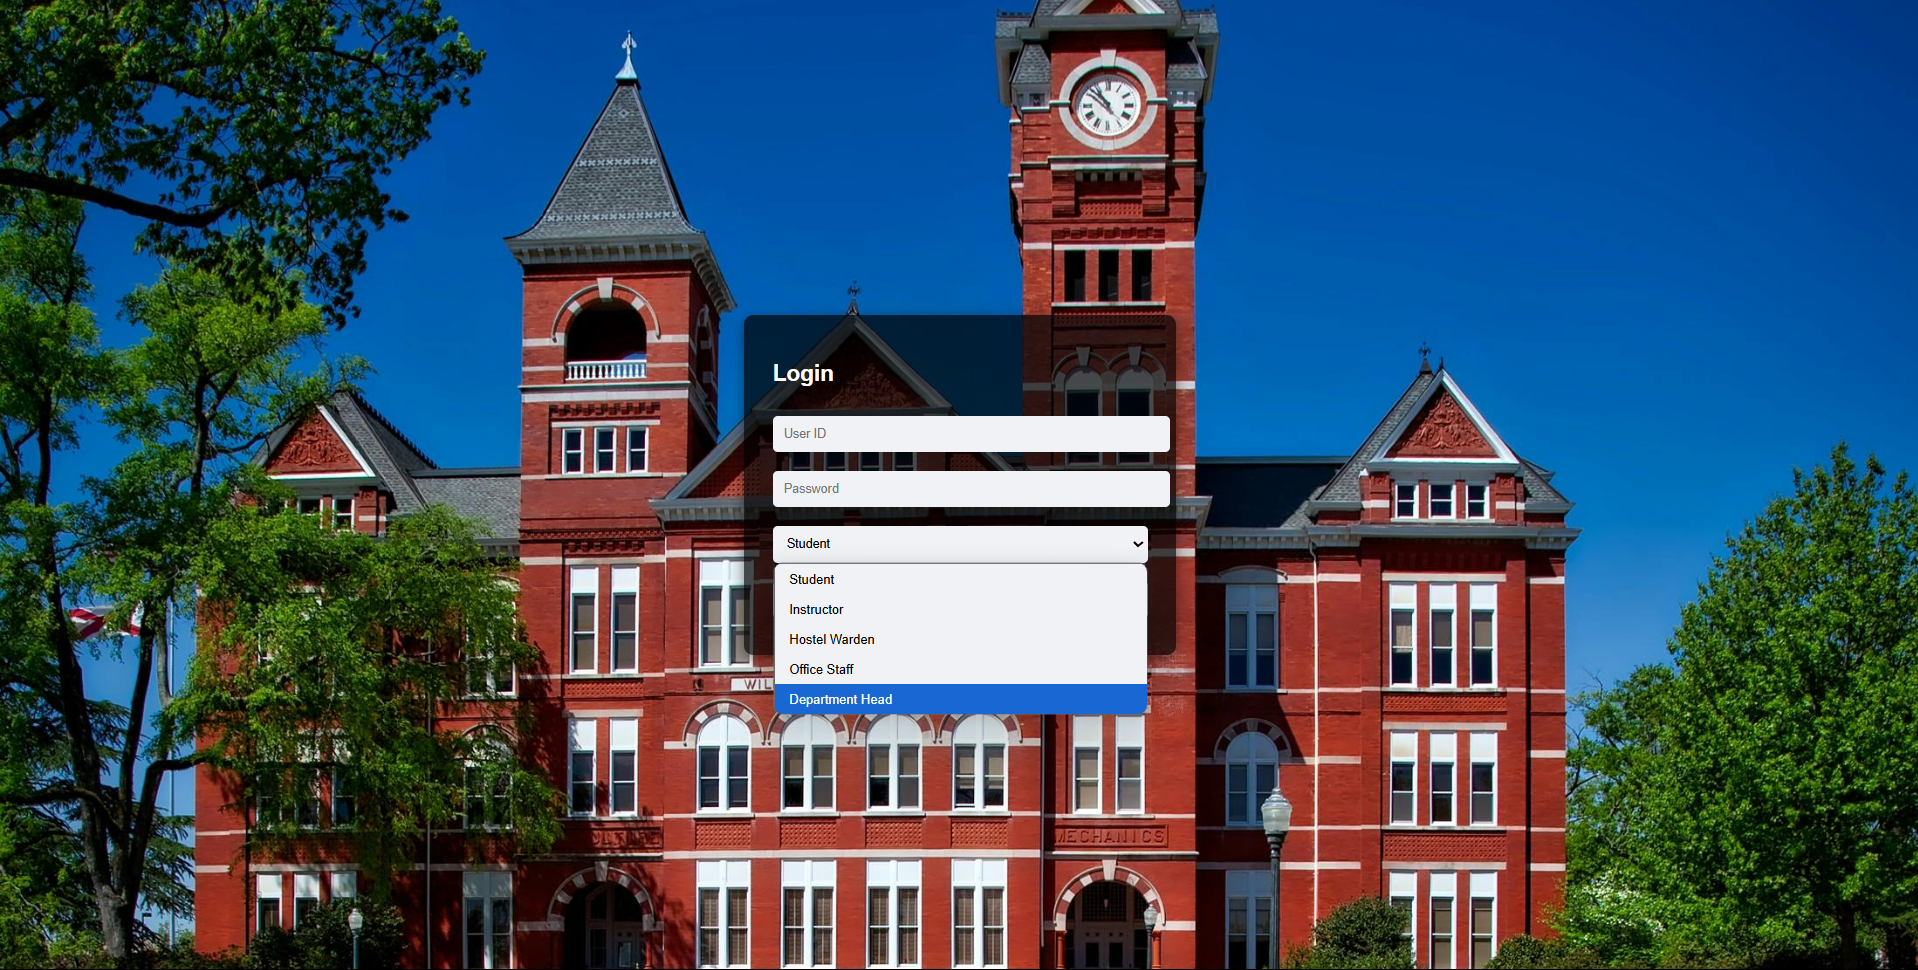 Login
User ID
Password
Student
Student
Instructor
Hostel Warden
Office Staff
Department Head
WIL
MECHANICS